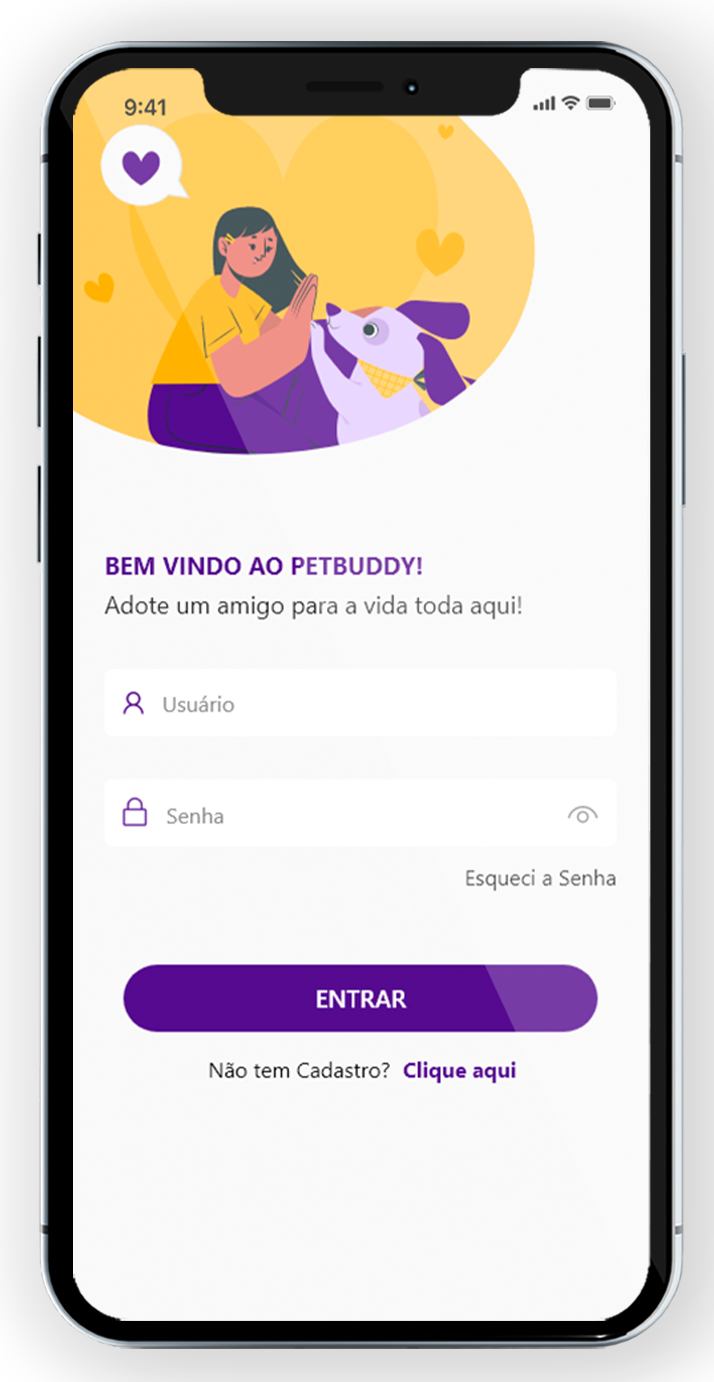 9:41
BEM VINDO AO PETBUDDY!
Adote um amigo para a vida toda aqui!
Usuário
Senha
Esqueci a Senha
ENTRAR
Não tem Cadastro? Clique aqui